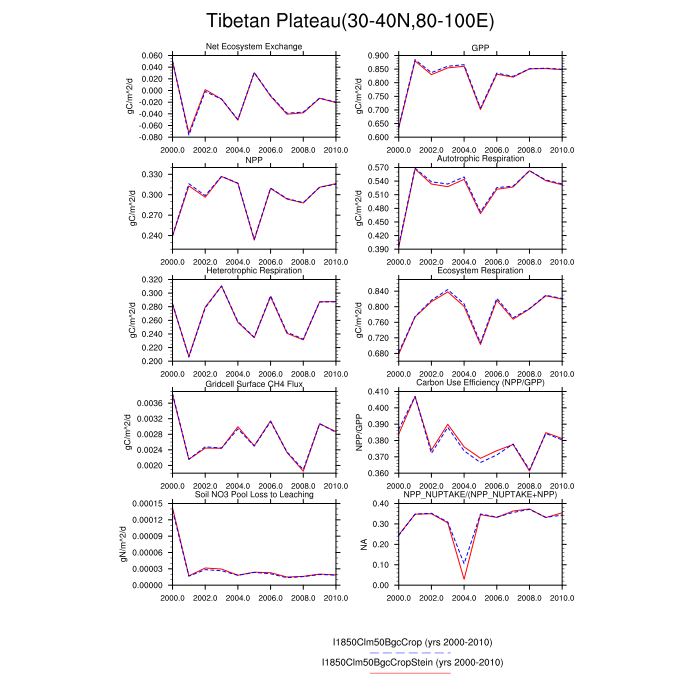 Tibetan Plateau(30-40N,80-100E)
Net Ecosystem Exchange
GPP
gC/m^2/d
0.060
0.040
0.020
0.000
-0.020
-0.040
-0.060
-0.080
2000.0 2002.0 2004.0 2006.0 2008.0 2010.0
gC/m^2/d
0.900
0.850
0.800
0.750
0.700
0.650
0.600
2000.0 2002.0 2004.0 2006.0 2008.0 2010.0
NPP
Autotrophic Respiration
gC/m^2/d
0.330
0.300
0.270
0.240
2000.0 2002.0 2004.0 2006.0 2008.0 2010.0
gC/m^2/d
0.570
0.540
0.510
0.480
0.450
0.420
0.390
2000.0 2002.0 2004.0 2006.0 2008.0 2010.0
Heterotrophic Respiration
Ecosystem Respiration
gC/m^2/d
0.320
0.300
0.280
0.260
0.240
0.220
0.200
2000.0 2002.0 2004.0 2006.0 2008.0 2010.0
gC/m^2/d
0.840
0.800
0.760
0.720
0.680
2000.0 2002.0 2004.0 2006.0 2008.0 2010.0
Gridcell Surface CH4 Flux
Carbon Use Efficiency (NPP/GPP)
gC/m^2/d
0.0036
0.0032
0.0028
0.0024
0.0020
2000.0 2002.0 2004.0 2006.0 2008.0 2010.0
NPP/GPP
0.410
0.400
0.390
0.380
0.370
0.360
2000.0 2002.0 2004.0 2006.0 2008.0 2010.0
Soil NO3 Pool Loss to Leaching
NPP_NUPTAKE/(NPP_NUPTAKE+NPP)
gN/m^2/d
0.00015
0.00012
0.00009
0.00006
0.00003
0.00000
2000.0 2002.0 2004.0 2006.0 2008.0 2010.0
NA
0.40
0.30
0.20
0.10
0.00
2000.0 2002.0 2004.0 2006.0 2008.0 2010.0
I1850Clm50BgcCrop (yrs 2000-2010)
I1850Clm50BgcCropStein (yrs 2000-2010)